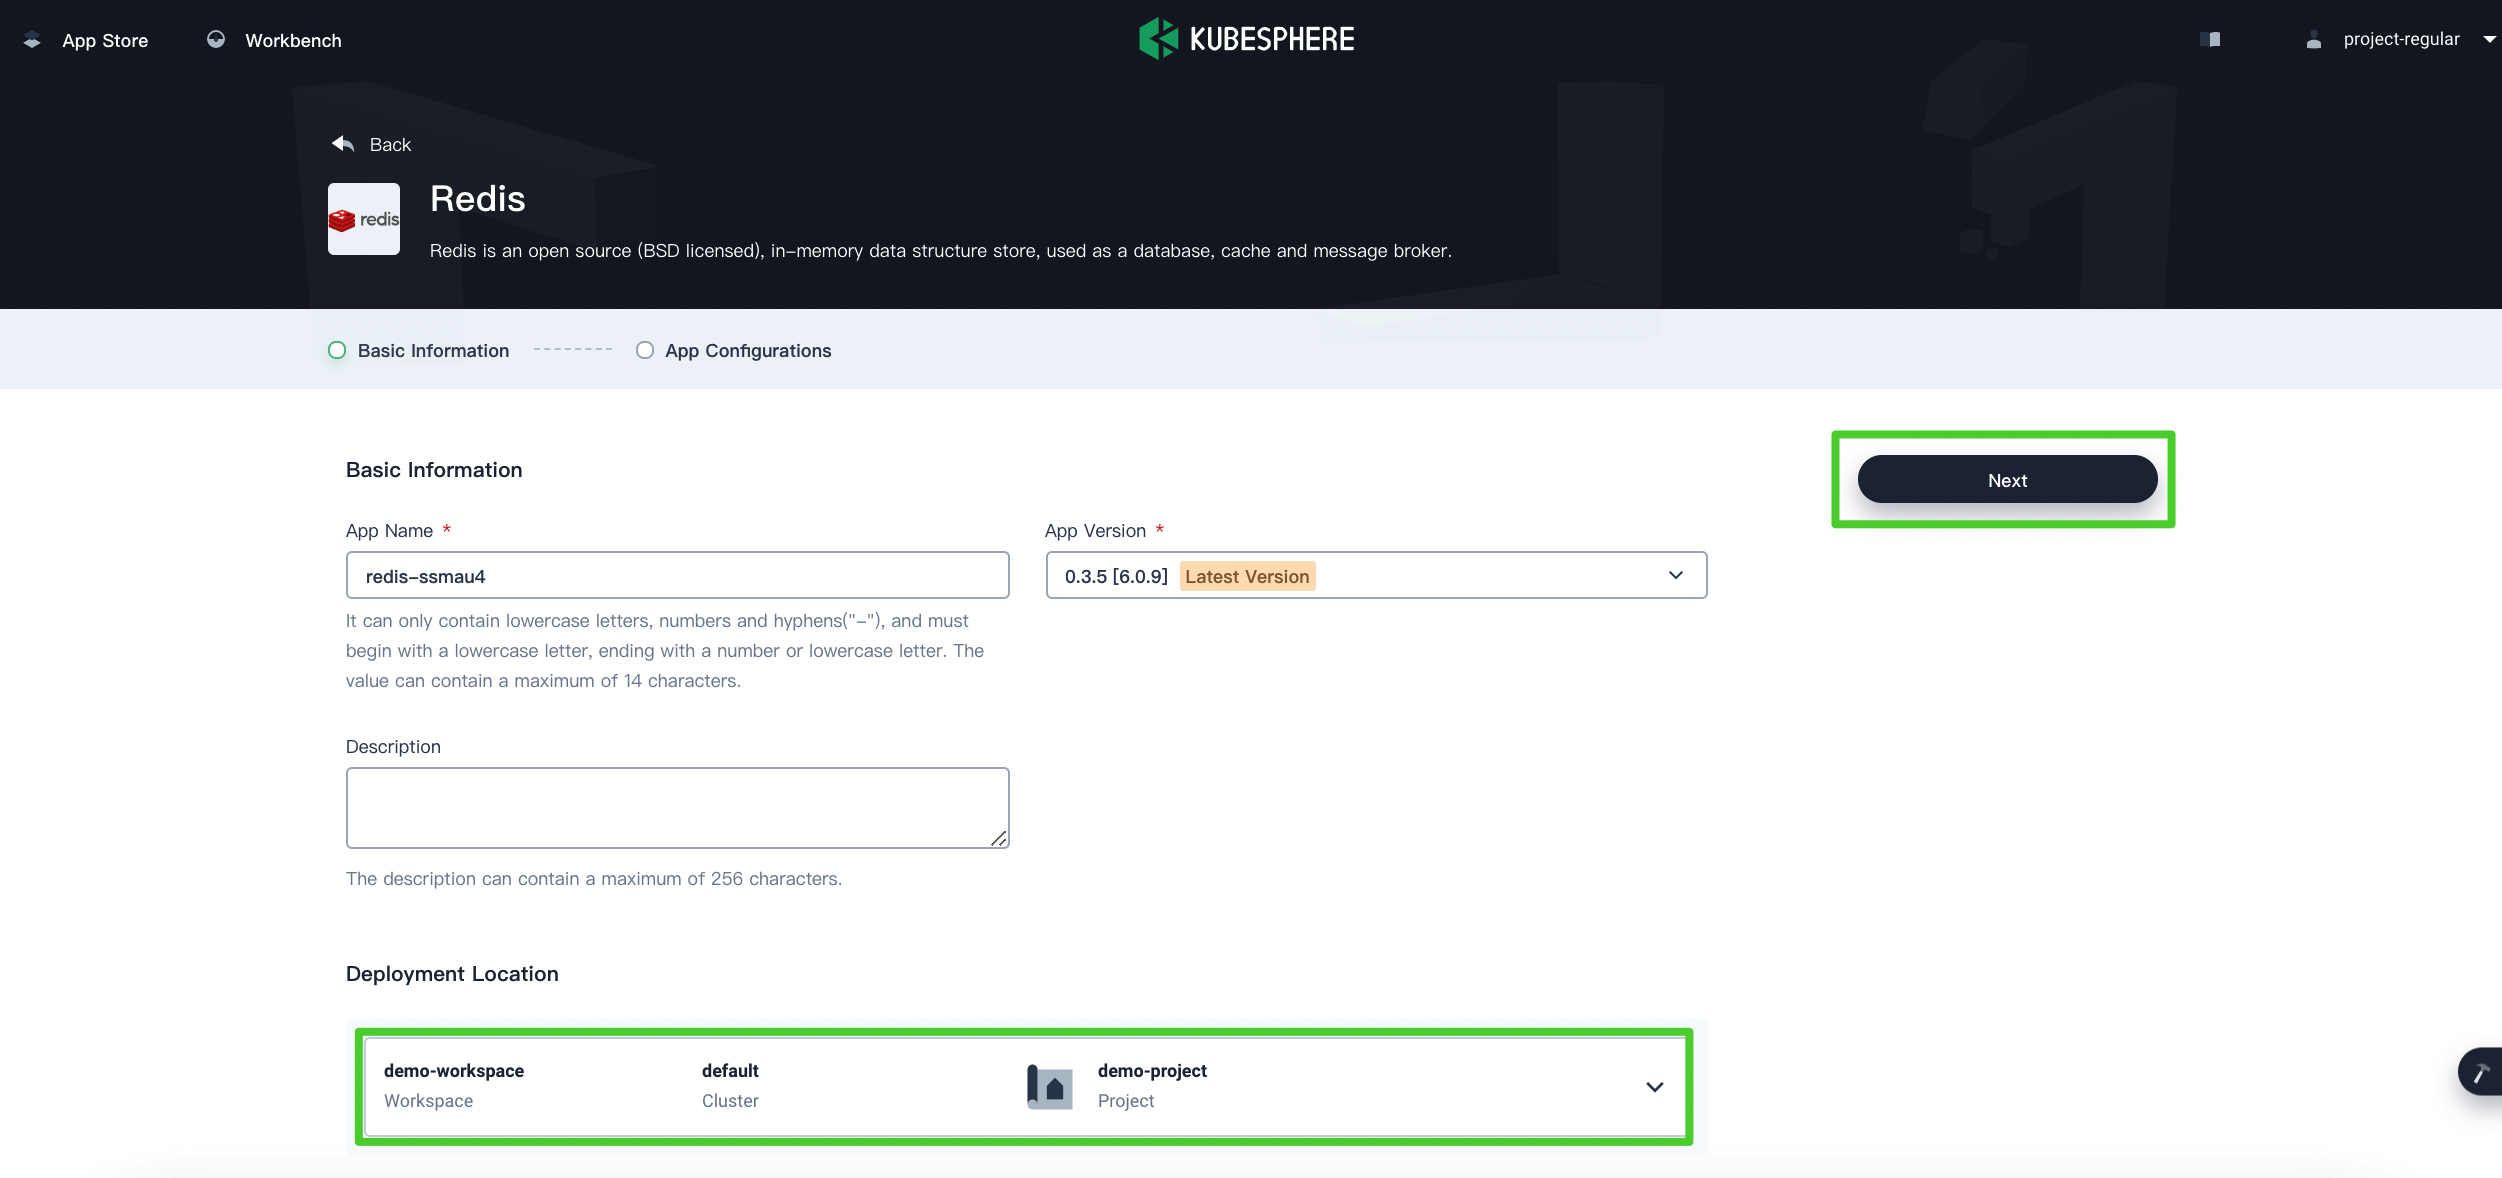 App Store
Workbench
KUBESPHERE
project-regular
Back
redis
Redis
Redis is an open source (BSD licensed), in-memory data structure store, used as a database, cache and message broker.
Basic Information
App Configurations
Basic Information
Next
App Name *
App Version *
redis-ssmau4
0.3.5 [6.0.9] Latest Version
It can only contain lowercase letters, numbers and hyphens("-"), and must
begin with a lowercase letter, ending with a number or lowercase letter. The
value can contain a maximum of 14 characters.
Description
The description can contain a maximum of 256 characters.
Deployment Location
demo-workspace
Workspace
default
Cluster
demo-project
Project